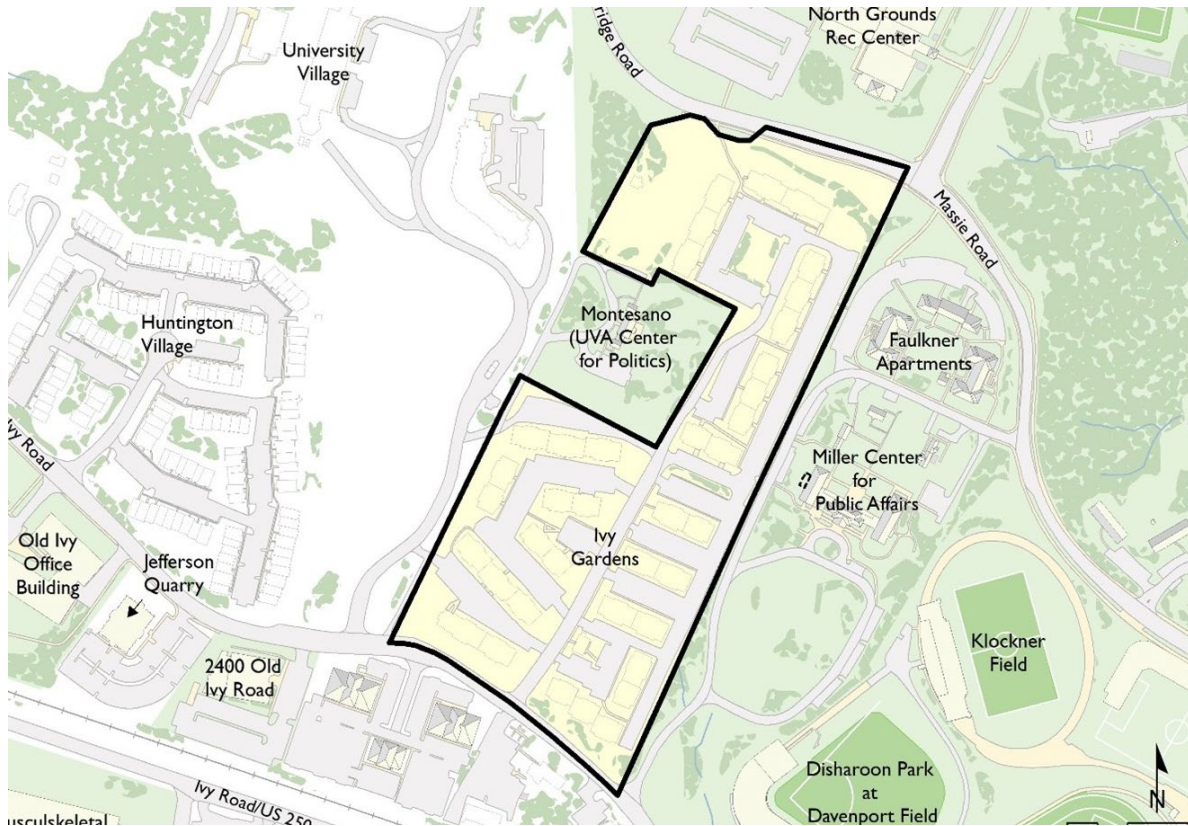 North Grounds
Rec Center
University
Village
ridge Road
Massie Road
Montesano
(UVA Center
for Politics)
Huntington
Village
Faulkner
Apartments
Ivy Road
Miller Center
for
Public Affairs
Old Ivy
Office
Building
Jefferson
Quarry
Ivy
Gardens
Klockner
Field
2400 Old
Ivy Road
Disharoon Park
at
Davenport Field
Ivy Road/US 250
usculskeletal
N